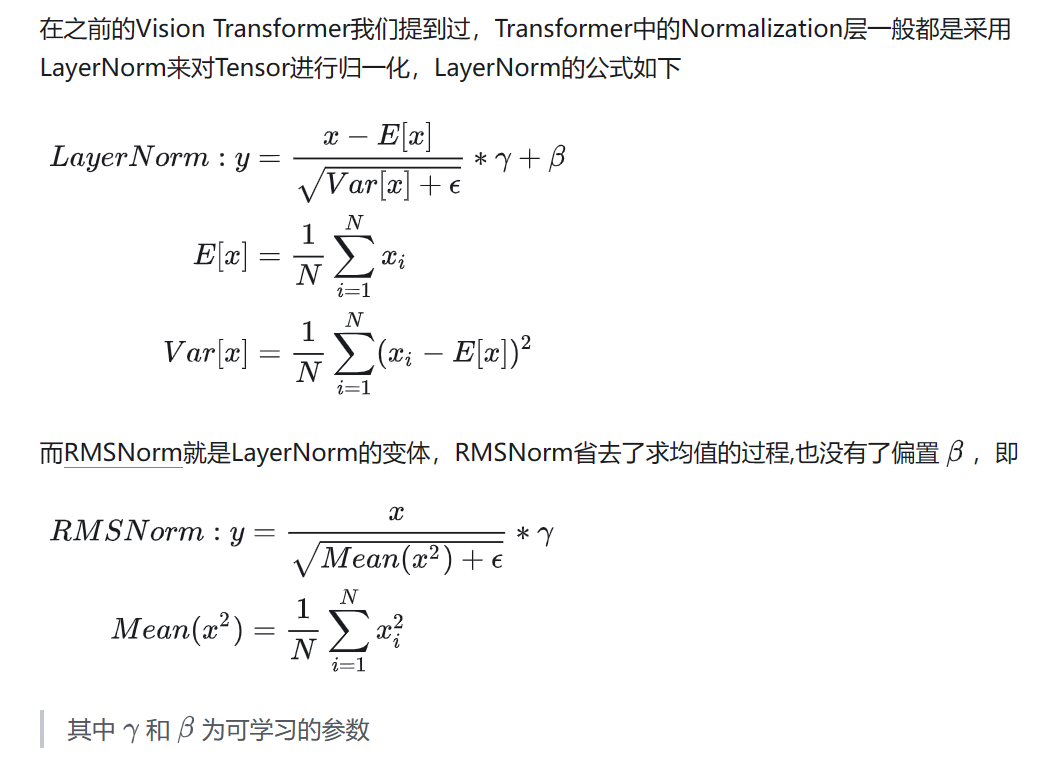 在之前的Vision Transformer我们提到过，Transformer中的Normalization层一般都是采用
LayerNorm来对Tensor进行归一化，LayerNorm的公式如下
$LayerNorm : y = \frac{x - E[x]}{\sqrt{Var[x] + \epsilon}} * \gamma + \beta$
$E[x] = \frac{1}{N} \sum_{i=1}^{N} x_i$
$Var[x] = \frac{1}{N} \sum_{i=1}^{N} (x_i - E[x])^2$
而RMSNorm就是LayerNorm的变体，RMSNorm省去了求均值的过程,也没有了偏置 β ，即
$RMSNorm : y = \frac{x}{\sqrt{Mean(x^2) + \epsilon}} * \gamma$
$Mean(x^2) = \frac{1}{N} \sum_{i=1}^{N} x_i^2$
其中 γ 和 β 为可学习的参数